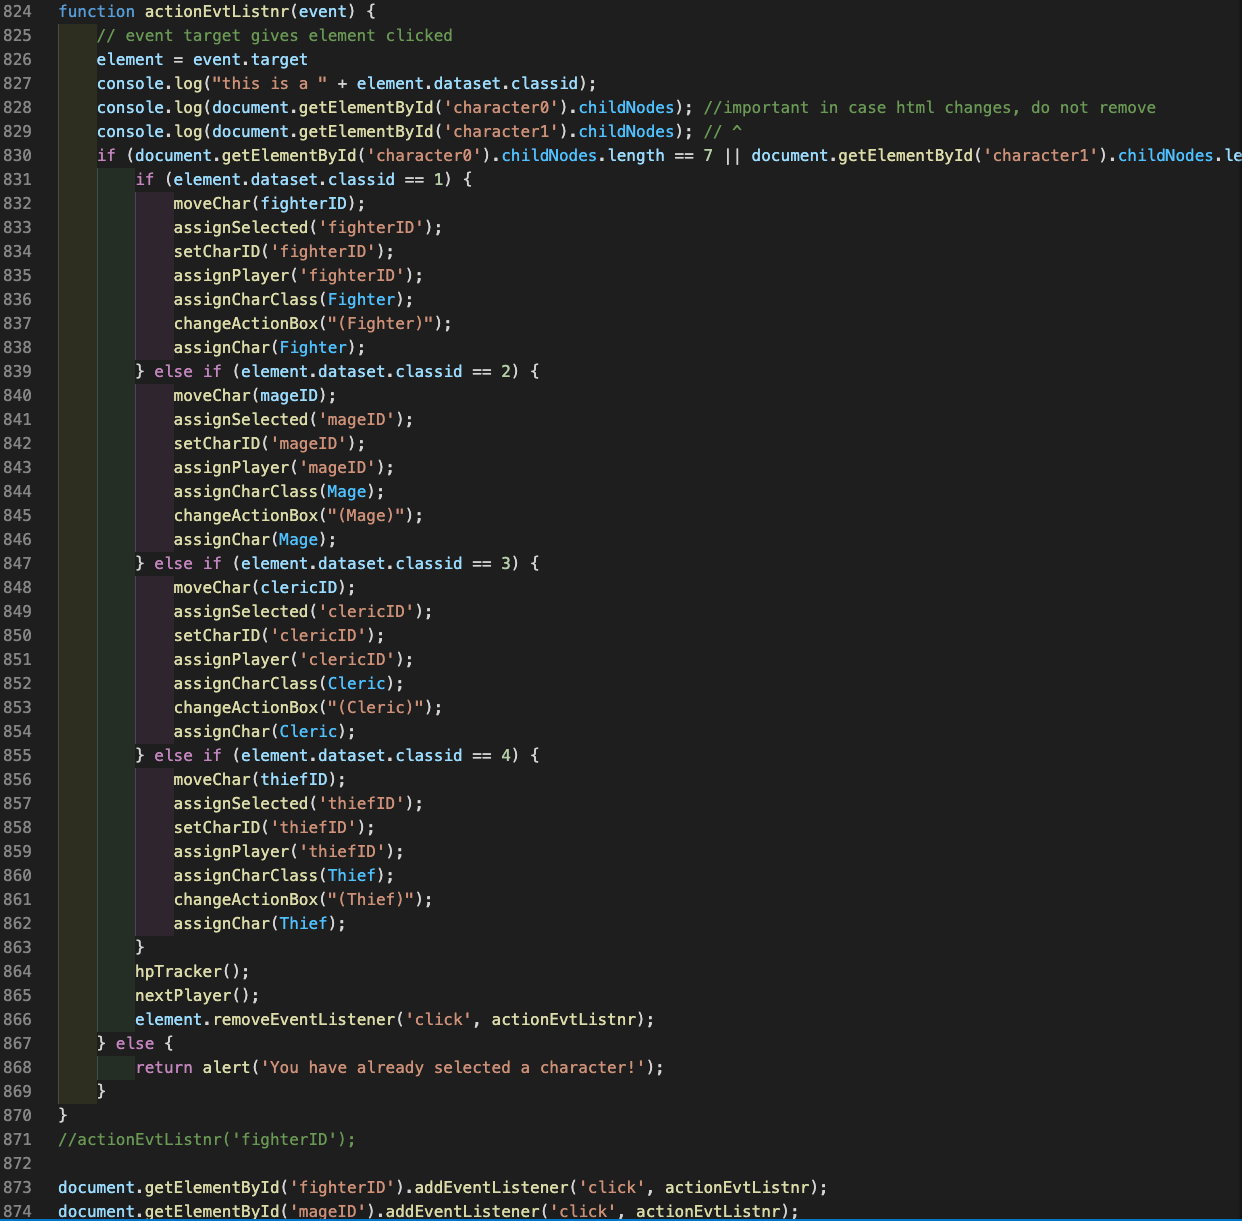 824 function actionEvtListnr(event) {
825 // event target gives element clicked
826 element = event.target
827 console.log("this is a " + element.dataset.classid);
828 console.log(document.getElementById('character0').childNodes); //important in case html changes, do not remove
829 console.log(document.getElementById('character1').childNodes); // ^
830 if (document.getElementById('character0').childNodes.length == 7 || document.getElementById('character1').childNodes.le
831 if (element.dataset.classid == 1) {
832 moveChar(fighterID);
833 assignSelected('fighterID');
834 setCharID('fighterID');
835 assignPlayer('fighterID');
836 assignCharClass(Fighter);
837 changeActionBox("(Fighter)");
838 assignChar(Fighter);
839 } else if (element.dataset.classid == 2) {
840 moveChar(mageID);
841 assignSelected('mageID');
842 setCharID('mageID');
843 assignPlayer('mageID');
844 assignCharClass(Mage);
845 changeActionBox("(Mage)");
846 assignChar(Mage);
847 } else if (element.dataset.classid == 3) {
848 moveChar(clericID);
849 assignSelected('clericID');
850 setCharID('clericID');
851 assignPlayer('clericID');
852 assignCharClass(Cleric);
853 changeActionBox("(Cleric)");
854 assignChar(Cleric);
855 } else if (element.dataset.classid == 4) {
856 moveChar(thiefID);
857 assignSelected('thiefID');
858 setCharID('thiefID');
859 assignPlayer('thiefID');
860 assignCharClass(Thief);
861 changeActionBox("(Thief)");
862 assignChar(Thief);
863 }
864 hpTracker();
865 nextPlayer();
866 element.removeEventListener('click', actionEvtListnr);
867 } else {
868 return alert('You have already selected a character!');
869 }
870 }
871 //actionEvtListnr('fighterID');
872
873 document.getElementById('fighterID').addEventListener('click', actionEvtListnr);
874 document.getElementById('mageID').addEventListener('click', actionEvtListnr);